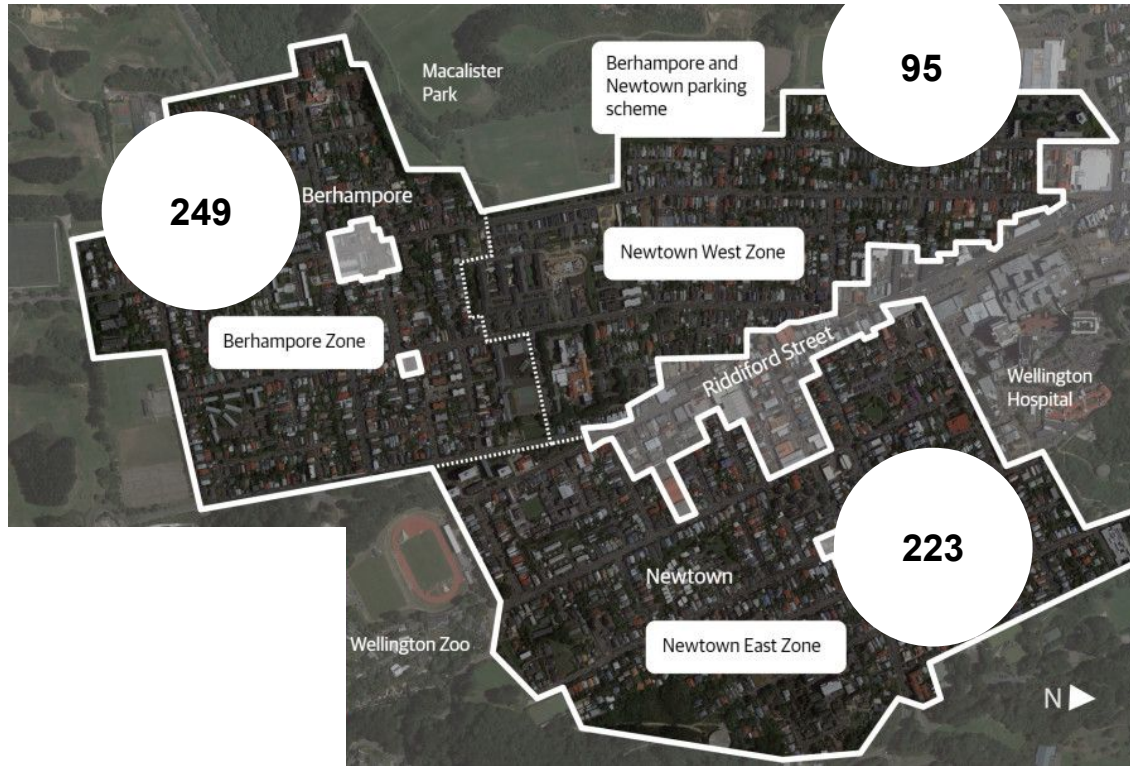 Macalister
Park
Berhampore and
Newtown parking
scheme
95
249
Berhampore
Newtown West Zone
Berhampore Zone
Riddiford Street
Wellington
Hospital
223
Newtown
Wellington Zoo
Newtown East Zone
N